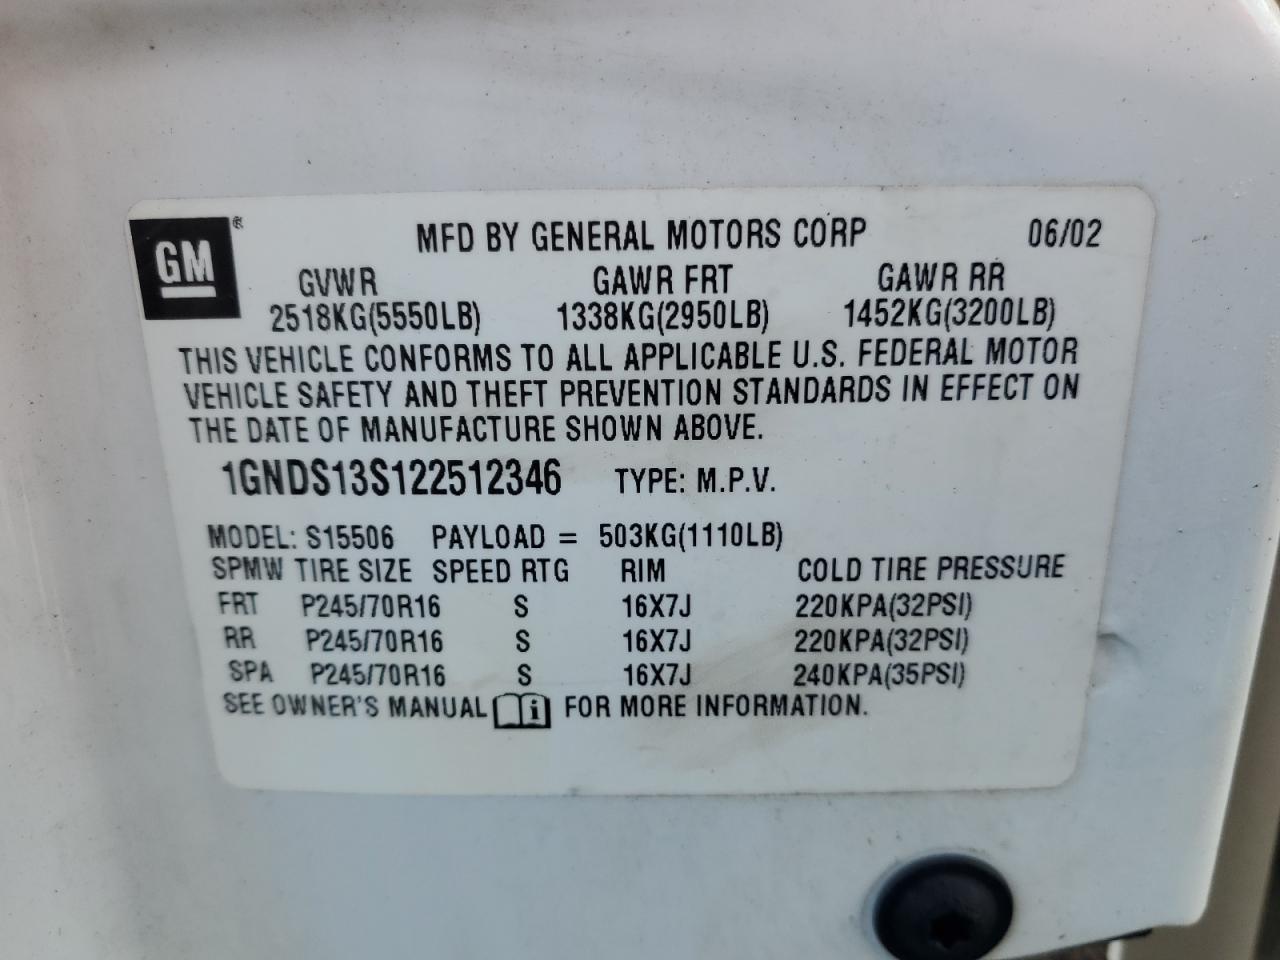 GM ® MFD BY GENERAL MOTORS CORP 06/02
GVWR GAWR FRT GAWR RR
2518KG(5550LB) 1338KG(2950LB) 1452KG(3200LB)
THIS VEHICLE CONFORMS TO ALL APPLICABLE U.S. FEDERAL MOTOR
VEHICLE SAFETY AND THEFT PREVENTION STANDARDS IN EFFECT ON
THE DATE OF MANUFACTURE SHOWN ABOVE.
1GNDS13S122512346 TYPE: M.P.V.
MODEL: S15506 PAYLOAD = 503KG(1110LB)
SPMW TIRE SIZE SPEED RTG RIM COLD TIRE PRESSURE
FRT P245/70R16 S 16X7J 220KPA(32PSI)
RR P245/70R16 S 16X7J 220KPA(32PSI)
SPA P245/70R16 S 16X7J 240KPA(35PSI)
SEE OWNER'S MANUAL i FOR MORE INFORMATION.